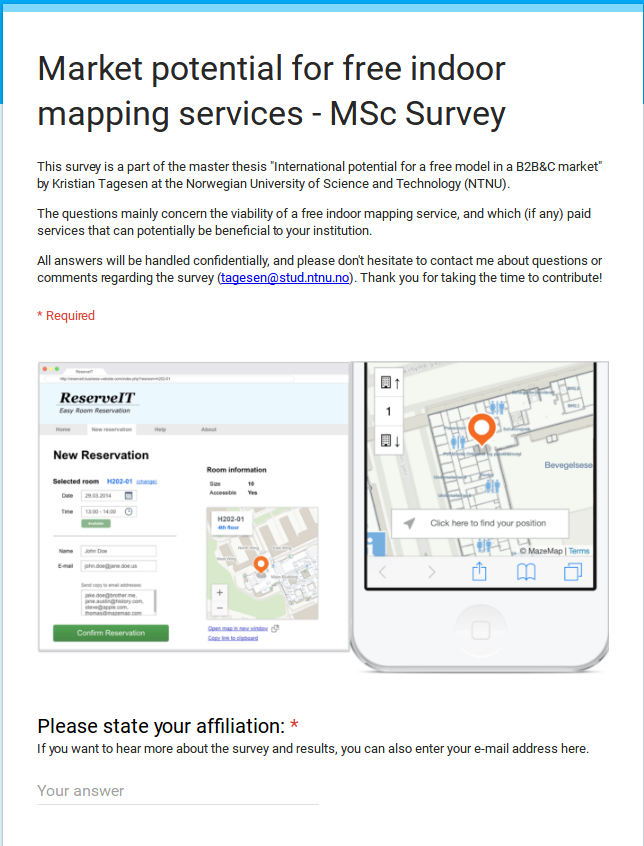 Market potential for free indoor
mapping services - MSc Survey
This survey is a part of the master thesis "International potential for a free model in a B2B&C market"
by Kristian Tagesen at the Norwegian University of Science and Technology (NTNU).
The questions mainly concern the viability of a free indoor mapping service, and which (if any) paid
services that can potentially be beneficial to your institution.
All answers will be handled confidentially, and please don't hesitate to contact me about questions or
comments regarding the survey (tagesen@stud.ntnu.no). Thank you for taking the time to contribute!
* Required
ReserveIT
ReserveIT
Easy Room Reservation
Home New reservation Help About
New Reservation
Selected room H202-01 (change)
Date 29.03.2014
Time 13:00 - 14:00
Available
Name John Doe
E-mail john.doe@jane.doe.us
Send copy to email addresses:
jake.doe@brother.me,
jane.austin@history.com,
steve@apple.com,
thomas@mazemap.com
Confirm Reservation
Room information
Size 18
Accessible Yes
H202-01
4th floor
Main Building
+
−
Open map in new window
Copy link to clipboard
1
Bevegelsese
Click here to find your position
© MazeMap | Terms
Please state your affiliation: *
If you want to hear more about the survey and results, you can also enter your e-mail address here.
Your answer